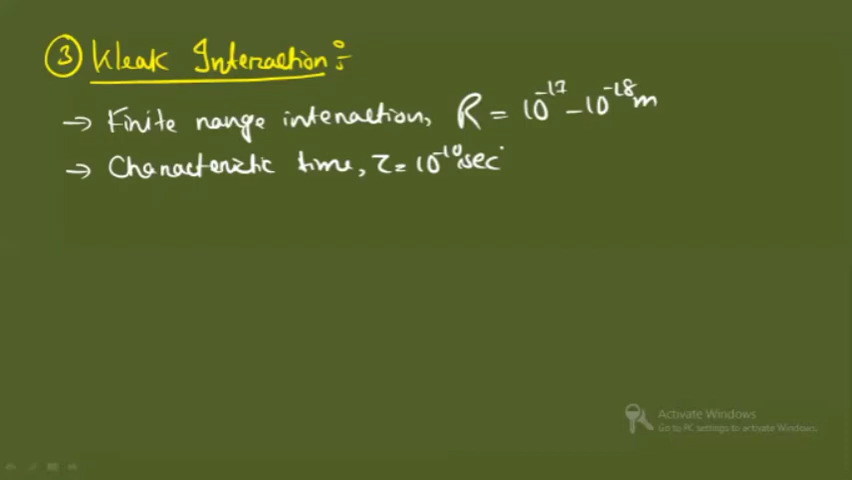 ③ Weak Interaction:
→ Finite range interaction, R = 10⁻¹⁷ - 10⁻¹⁸ m
→ Characteristic time, τ = 10⁻¹⁰ sec
Activate Windows
Go to PC settings to activate Windows.